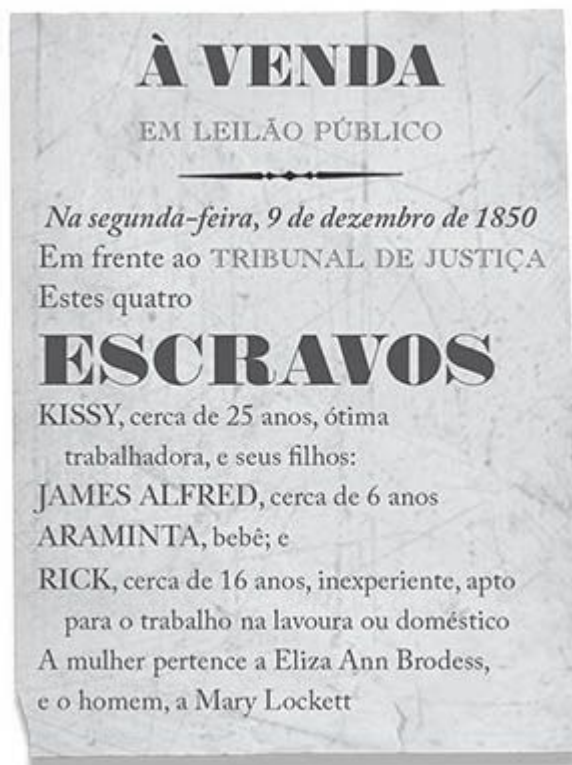 À VENDA
EM LEILÃO PÚBLICO
Na segunda-feira, 9 de dezembro de 1850
Em frente ao TRIBUNAL DE JUSTIÇA
Estes quatro
ESCRAVOS
KISSY, cerca de 25 anos, ótima
trabalhadora, e seus filhos:
JAMES ALFRED, cerca de 6 anos
ARAMINTA, bebê; e
RICK, cerca de 16 anos, inexperiente, apto
para o trabalho na lavoura ou doméstico
A mulher pertence a Eliza Ann Brodess,
e o homem, a Mary Lockett